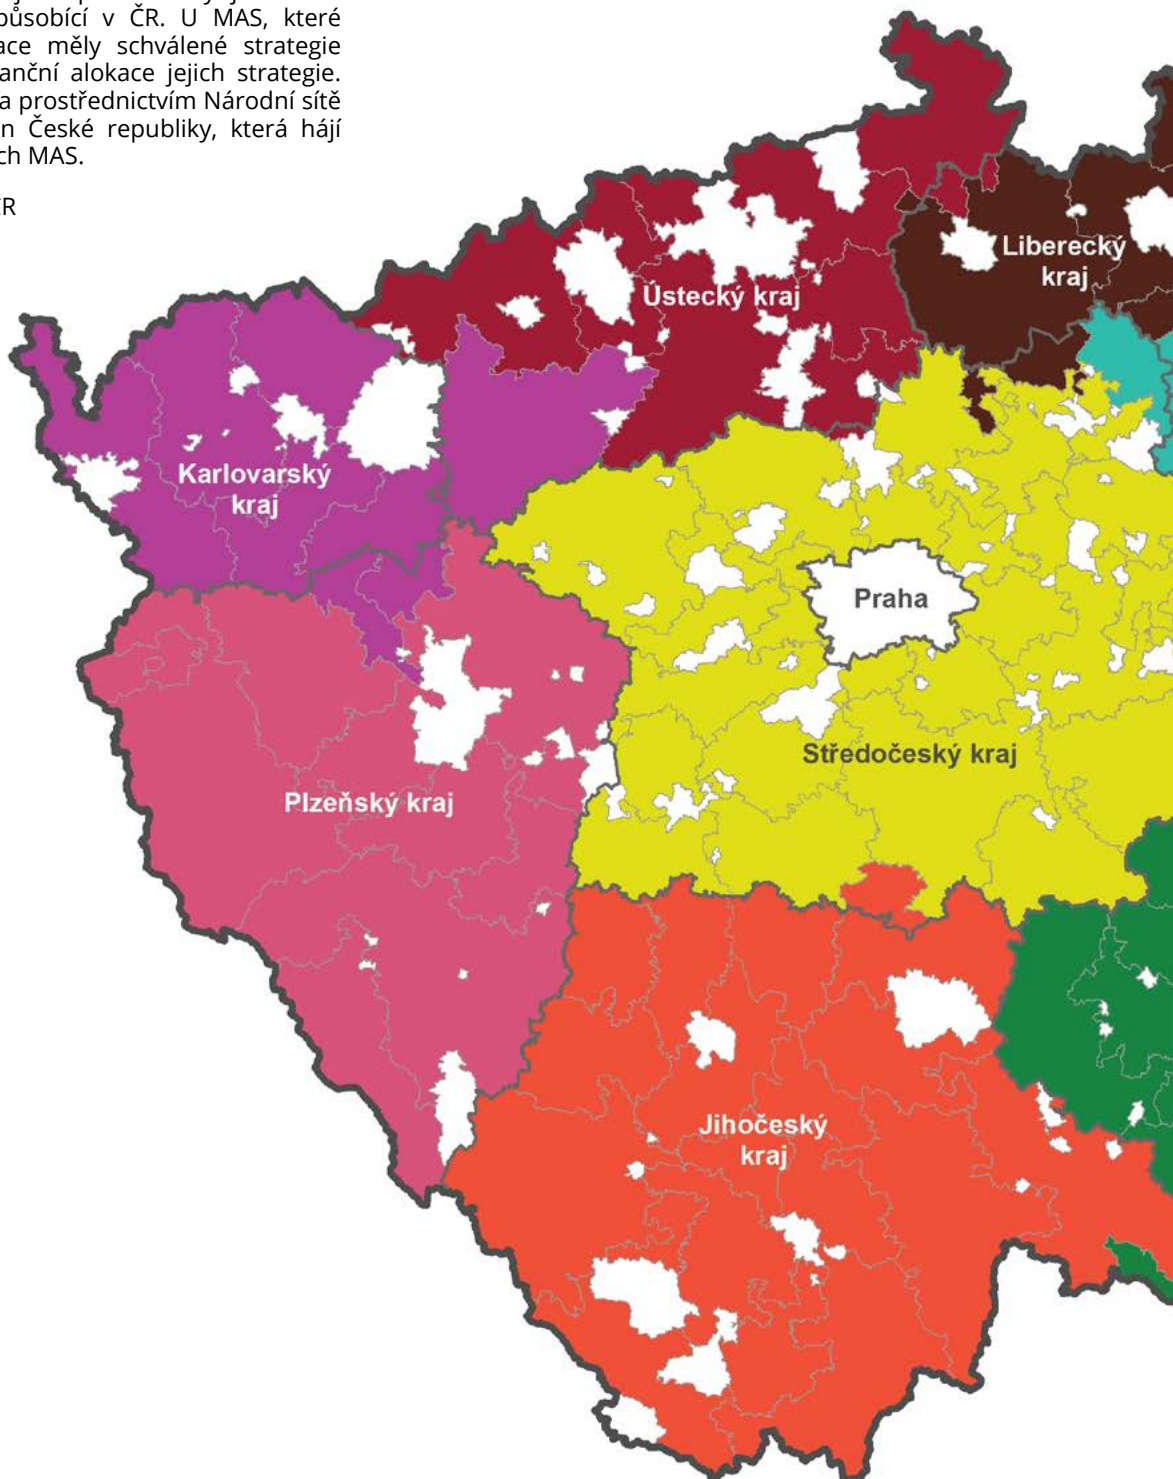 působící v ČR. U MAS, které
ace měly schválené strategie
anční alokace jejich strategie.
a prostřednictvím Národní sítě
n České republiky, která hájí
ch MAS.
ČR
Liberecký
kraj
Ústecký kraj
Karlovarský
kraj
Praha
Středočeský kraj
Plzeňský kraj
Jihočeský
kraj